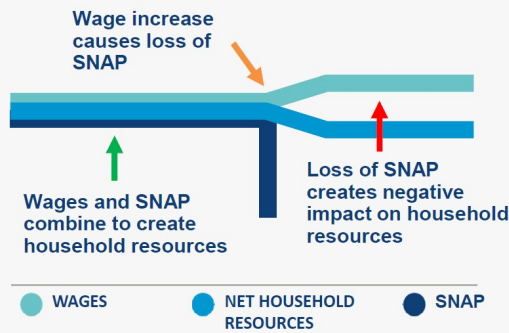 Wage increase
causes loss of
SNAP
Wages and SNAP
combine to create
household resources
Loss of SNAP
creates negative
impact on household
resources
WAGES
NET HOUSEHOLD
RESOURCES
SNAP